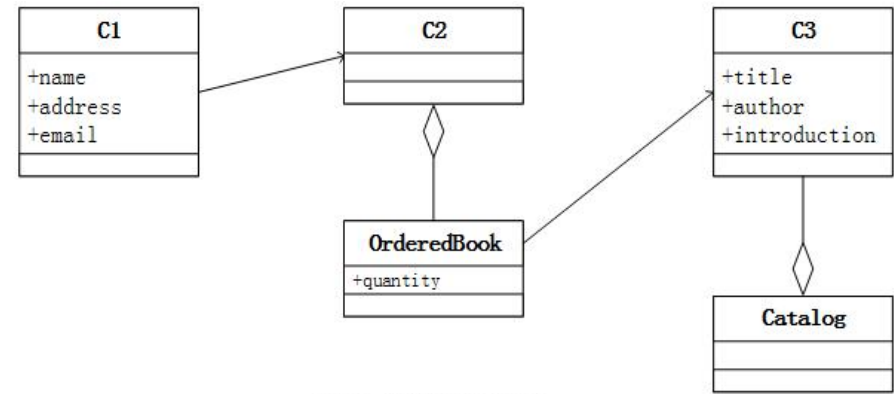 C1
+name
+address
+email
C2
C3
+title
+author
+introduction
OrderedBook
+quantity
Catalog